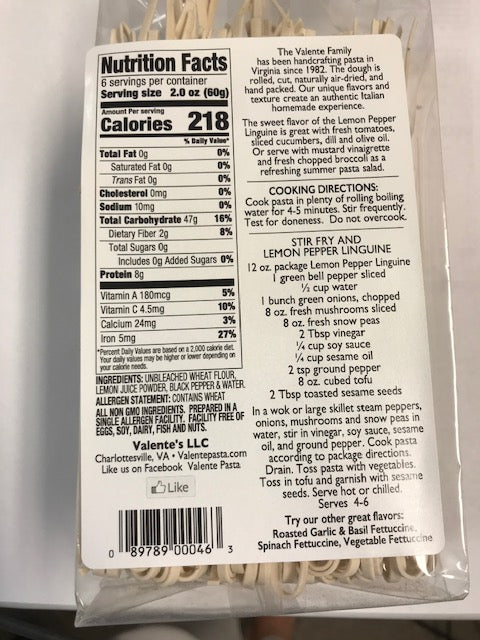 Nutrition Facts
6 servings per container
Serving size 2.0 oz (60g)
Amount Per serving
Calories 218
% Daily Value*
Total Fat 0g 0%
Saturated Fat 0g 0%
Trans Fat 0g 0%
Cholesterol 0mg 0%
Sodium 10mg 0%
Total Carbohydrate 47g 16%
Dietary Fiber 2g 8%
Total Sugars 0g
Includes 0g Added Sugars 0%
Protein 8g
Vitamin A 180mcg 5%
Vitamin C 4.5mg 10%
Calcium 24mg 3%
Iron 5mg 27%
*Percent Daily Values are based on a 2,000 calorie diet.
Your daily values may be higher or lower depending on
your calorie needs.
INGREDIENTS: UNBLEACHED WHEAT FLOUR,
LEMON JUICE POWDER, BLACK PEPPER & WATER.
ALLERGEN STATEMENT: CONTAINS WHEAT
ALL NON GMO INGREDIENTS. PREPARED IN A
SINGLE ALLERGEN FACILITY. FACILITY FREE OF
EGGS, SOY, DAIRY, FISH AND NUTS.
Valente's LLC
Charlottesville, VA • Valentepasta.com
Like us on Facebook Valente Pasta
Like
0 89789 00046 3
The Valente Family
has been handcrafting pasta in
Virginia since 1982. The dough is
rolled, cut, naturally air-dried, and
hand packed. Our unique flavors and
texture create an authentic Italian
homemade experience.
The sweet flavor of the Lemon Pepper
Linguine is great with fresh tomatoes,
sliced cucumbers, dill and olive oil.
Or serve with mustard vinaigrette
and fresh chopped broccoli as a
refreshing summer pasta salad.
COOKING DIRECTIONS:
Cook pasta in plenty of rolling boiling
water for 4-5 minutes. Stir frequently.
Test for doneness. Do not overcook.
STIR FRY AND
LEMON PEPPER LINGUINE
12 oz. package Lemon Pepper Linguine
1 green bell pepper sliced
½ cup water
1 bunch green onions, chopped
8 oz. fresh mushrooms sliced
8 oz. fresh snow peas
2 Tbsp vinegar
¼ cup soy sauce
¼ cup sesame oil
2 tsp ground pepper
8 oz. cubed tofu
2 Tbsp toasted sesame seeds
In a wok or large skillet steam peppers,
onions, mushrooms and snow peas in
water, stir in vinegar, soy sauce, sesame
oil, and ground pepper. Cook pasta
according to package directions.
Drain. Toss pasta with vegetables.
Toss in tofu and garnish with sesame
seeds. Serve hot or chilled.
Serves 4-6
Try our other great flavors:
Roasted Garlic & Basil Fettuccine,
Spinach Fettuccine, Vegetable Fettuccine